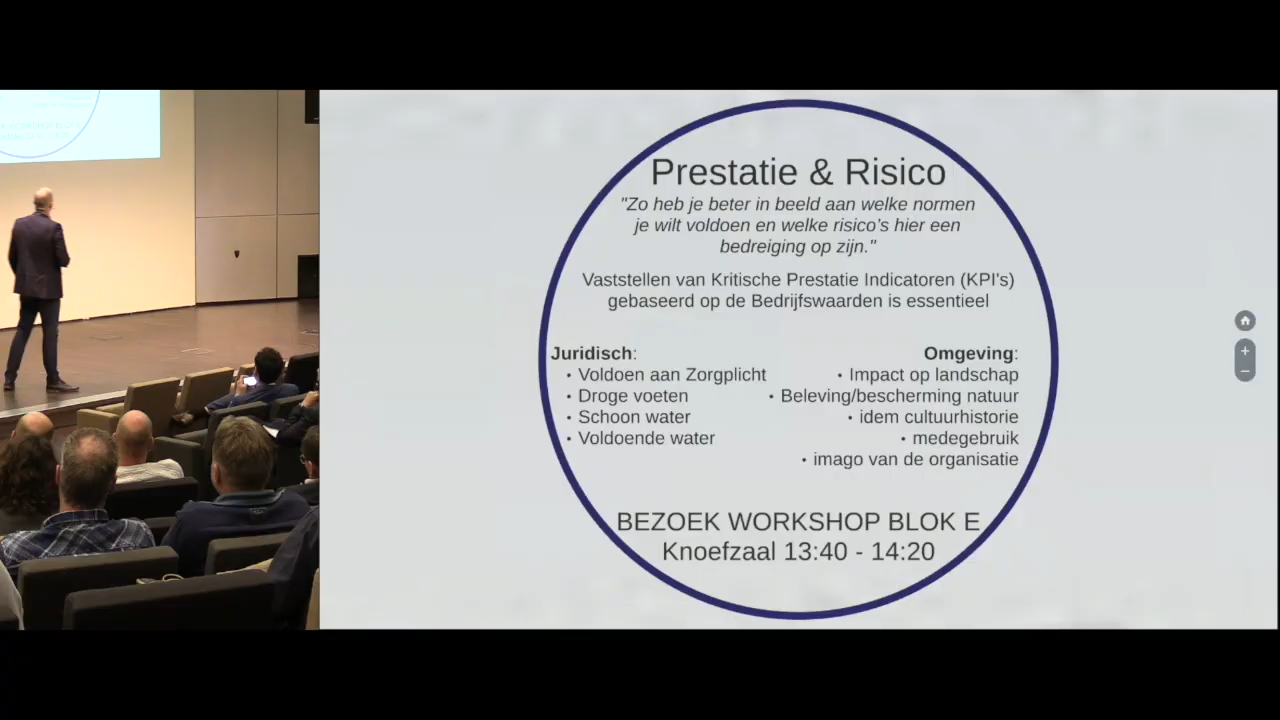 Prestatie & Risico
"Zo heb je beter in beeld aan welke normen
je wilt voldoen en welke risico's hier een
bedreiging op zijn."
Vaststellen van Kritische Prestatie Indicatoren (KPI's)
gebaseerd op de Bedrijfswaarden is essentieel
Juridisch:
• Voldoen aan Zorgplicht
• Droge voeten
• Schoon water
• Voldoende water
Omgeving:
• Impact op landschap
• Beleving/bescherming natuur
• idem cultuurhistorie
• medegebruik
• imago van de organisatie
BEZOEK WORKSHOP BLOK E
Knoefzaal 13:40 - 14:20